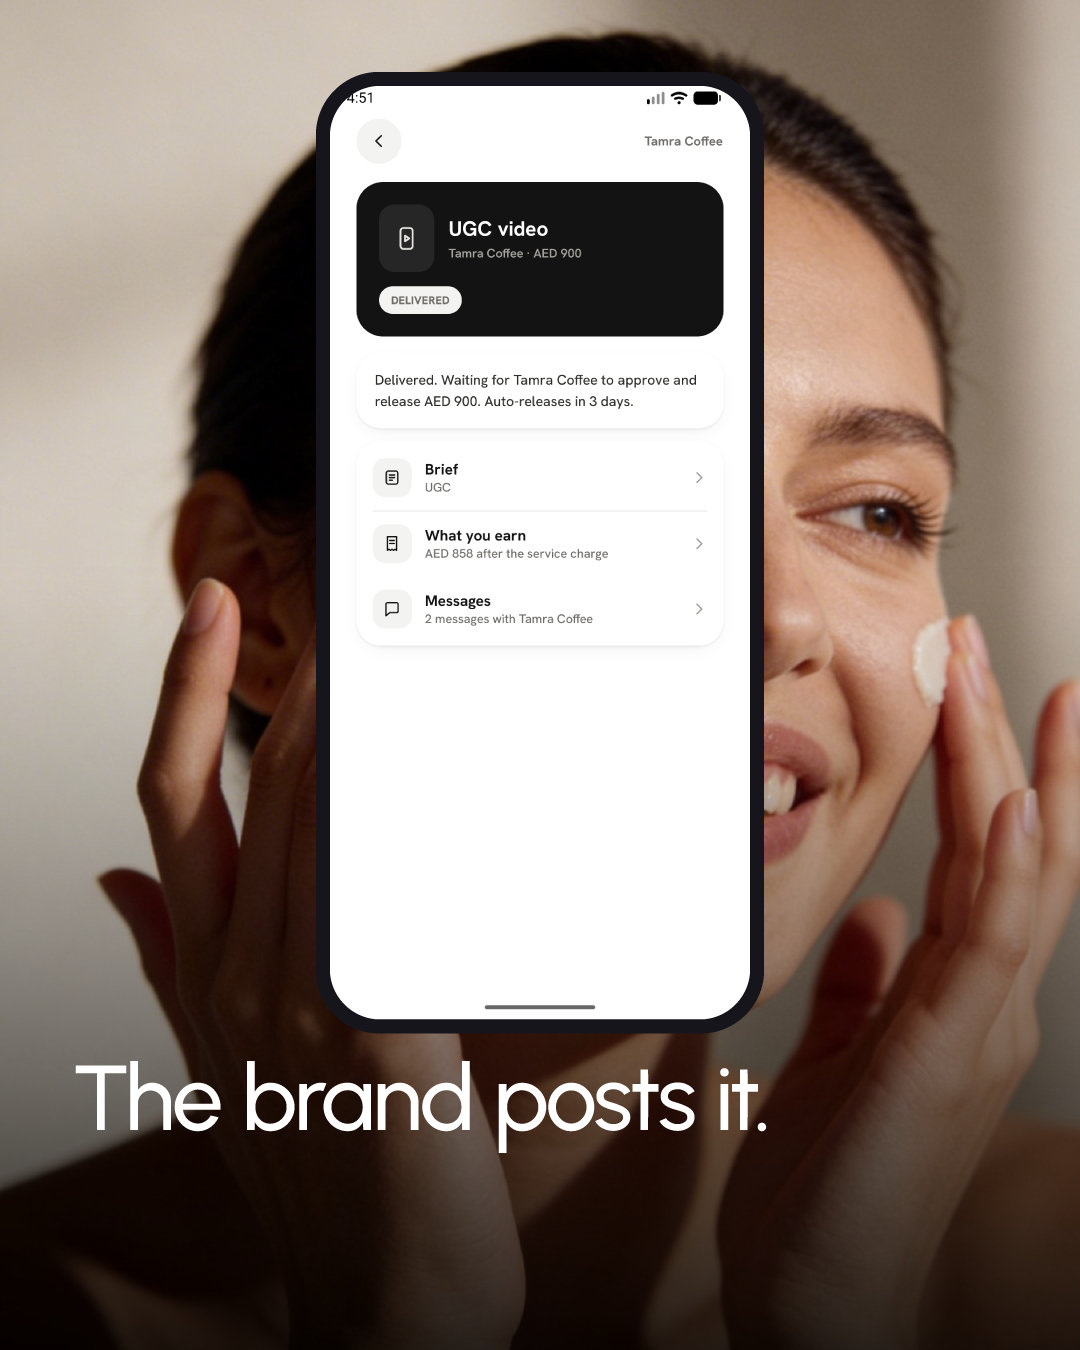 4:51
Tamra Coffee
UGC video
Tamra Coffee · AED 900
DELIVERED
Delivered. Waiting for Tamra Coffee to approve and
release AED 900. Auto-releases in 3 days.
Brief
UGC
What you earn
AED 858 after the service charge
Messages
2 messages with Tamra Coffee
The brand posts it.